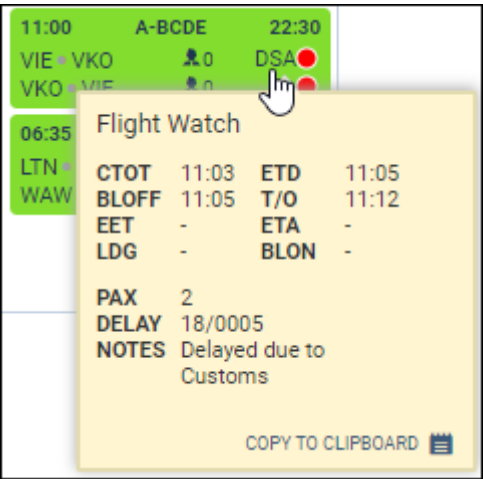 11:00 A-BCDE 22:30
VIE VKO 0 DSA
VKO VIE 0
06:35
LTN
WAW
Flight Watch
CTOT 11:03 ETD 11:05
BLOFF 11:05 T/O 11:12
EET - ETA -
LDG - BLON -
PAX 2
DELAY 18/0005
NOTES Delayed due to
Customs
COPY TO CLIPBOARD